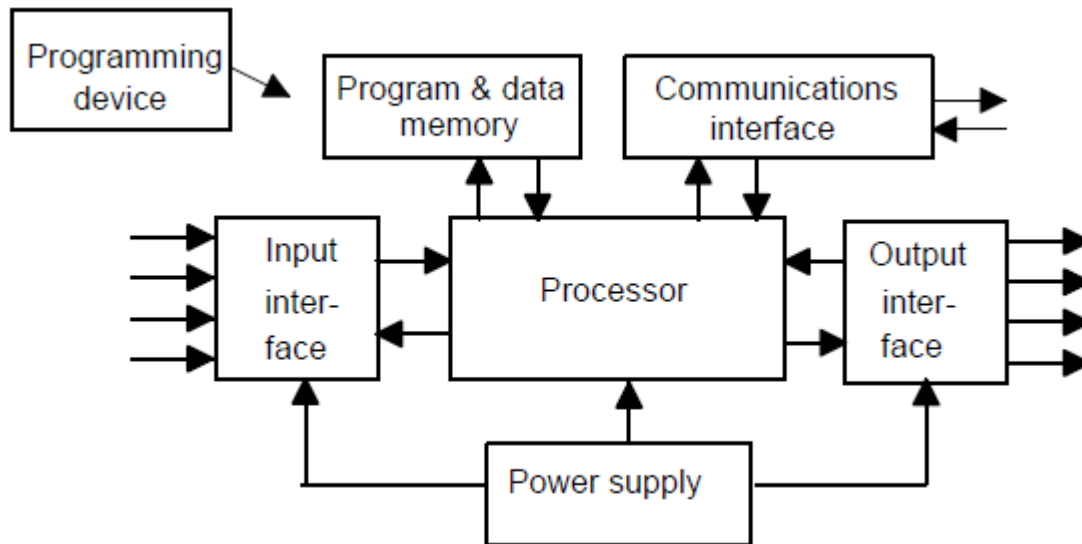 Programming
device
Program & data
memory
Communications
interface
Input
inter-
face
Processor
Output
inter-
face
Power supply